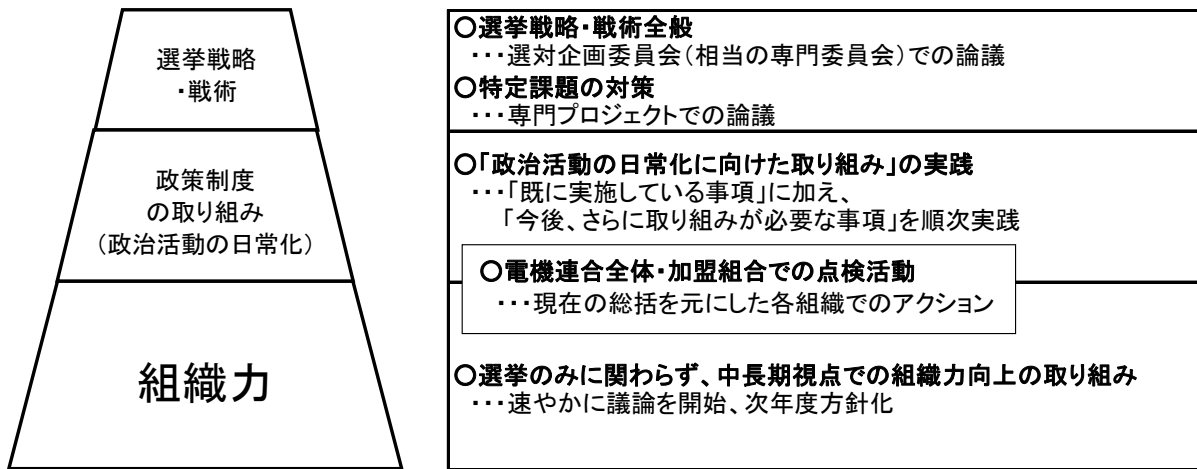 選挙戦略
・戦術
政策制度
の取り組み
（政治活動の日常化）
組織力
○選挙戦略・戦術全般
・・・選対企画委員会（相当の専門委員会）での論議
○特定課題の対策
・・・専門プロジェクトでの論議
○「政治活動の日常化に向けた取り組み」の実践
・・・「既に実施している事項」に加え、
「今後、さらに取り組みが必要な事項」を順次実践
○電機連合全体・加盟組合での点検活動
・・・現在の総括を元にした各組織でのアクション
○選挙のみに関わらず、中長期視点での組織力向上の取り組み
・・・速やかに議論を開始、次年度方針化